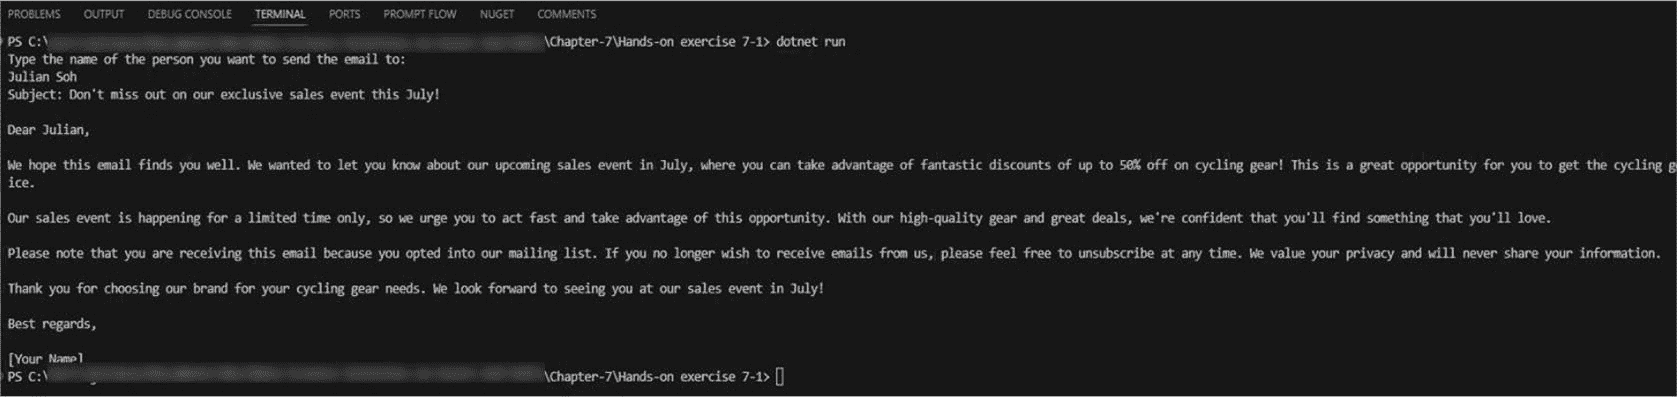 PROBLEMS OUTPUT DEBUG CONSOLE TERMINAL PORTS PROMPT FLOW NUGET COMMENTS
PS C:\ \Chapter-7\Hands-on exercise 7-1> dotnet run
Type the name of the person you want to send the email to:
Julian Soh
Subject: Don't miss out on our exclusive sales event this July!
Dear Julian,
We hope this email finds you well. We wanted to let you know about our upcoming sales event in July, where you can take advantage of fantastic discounts of up to 50% off on cycling gear! This is a great opportunity for you to get the cycling g
ice.
Our sales event is happening for a limited time only, so we urge you to act fast and take advantage of this opportunity. With our high-quality gear and great deals, we're confident that you'll find something that you'll love.
Please note that you are receiving this email because you opted into our mailing list. If you no longer wish to receive emails from us, please feel free to unsubscribe at any time. We value your privacy and will never share your information.
Thank you for choosing our brand for your cycling gear needs. We look forward to seeing you at our sales event in July!
Best regards,
[Your Name]
PS C:\ \Chapter-7\Hands-on exercise 7-1>